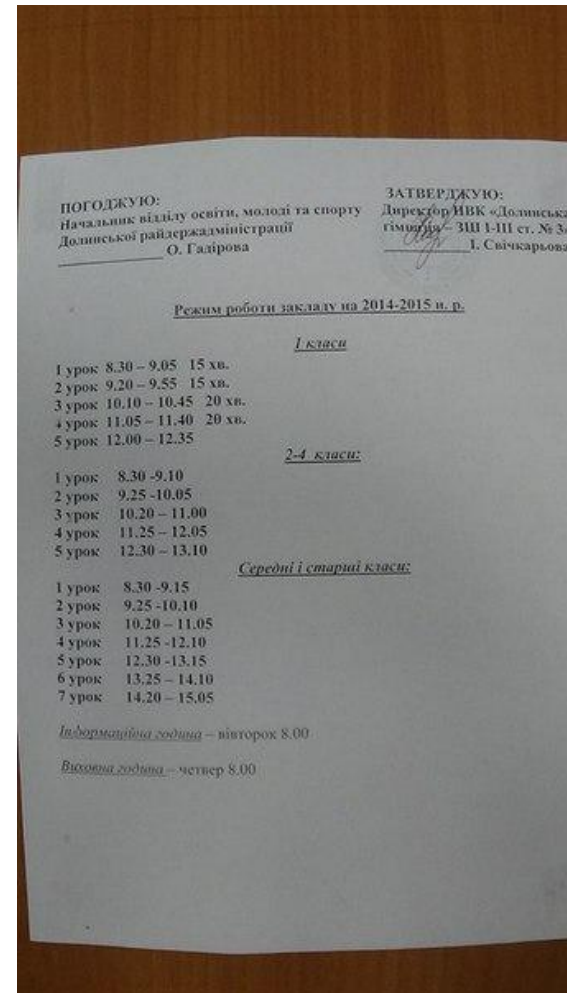 ПОГОДЖУЮ:
Начальник відділу освіти, молоді та спорту
Долинської райдержадміністрації
О. Гадірова
ЗАТВЕРДЖУЮ:
Директор НВК «Долинська
гімназія – ЗШ І-ІІІ ст. № 3»
І. Свічкарьова
Режим роботи закладу на 2014-2015 н. р.
1 класи
1 урок 8.30 – 9.05 15 хв.
2 урок 9.20 – 9.55 15 хв.
3 урок 10.10 – 10.45 20 хв.
4 урок 11.05 – 11.40 20 хв.
5 урок 12.00 – 12.35
2-4 класи:
1 урок 8.30 -9.10
2 урок 9.25 -10.05
3 урок 10.20 – 11.00
4 урок 11.25 – 12.05
5 урок 12.30 – 13.10
Середні і старші класи:
1 урок 8.30 -9.15
2 урок 9.25 -10.10
3 урок 10.20 – 11.05
4 урок 11.25 -12.10
5 урок 12.30 -13.15
6 урок 13.25 – 14.10
7 урок 14.20 – 15.05
Інформаційна година – вівторок 8.00
Виховна година – четвер 8.00